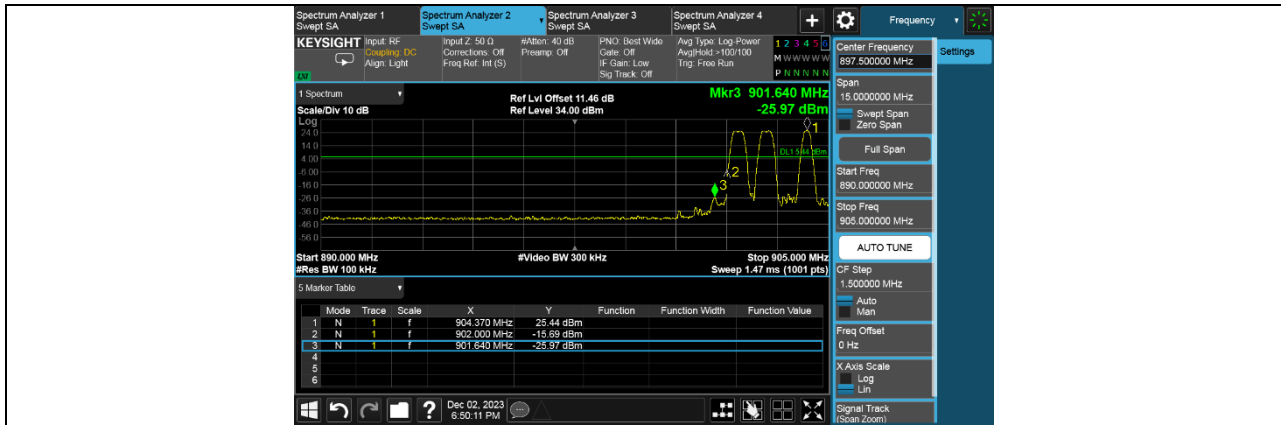 Spectrum Analyzer 1
Swept SA
Spectrum Analyzer 2
Swept SA
Spectrum Analyzer 3
Swept SA
Spectrum Analyzer 4
Swept SA
+
Frequency
KEYSIGHT
Input: RF
Coupling: DC
Align: Light
Input Z: 50 Ω
Corrections: Off
Freq Ref: Int (S)
#Atten: 40 dB
Preamp: Off
PNO: Best Wide
Gate: Off
IF Gain: Low
Sig Track: Off
Avg Type: Log-Power
Avg|Hold: >100/100
Trig: Free Run
1 2 3 4 5 6
M W W W W W
P N N N N N
LXI
1 Spectrum
Scale/Div 10 dB
Ref Lvl Offset 11.46 dB
Ref Level 34.00 dBm
Mkr3 901.640 MHz
-25.97 dBm
Log
24.0
14.0
4.00
-6.00
-16.0
-26.0
-36.0
-46.0
-56.0
1
DL1 5.44 dBm
2
3
Start 890.000 MHz
#Res BW 100 kHz
#Video BW 300 kHz
Stop 905.000 MHz
Sweep 1.47 ms (1001 pts)
5 Marker Table
Mode Trace Scale X Y Function Function Width Function Value
1 N 1 f 904.370 MHz 25.44 dBm
2 N 1 f 902.000 MHz -15.69 dBm
3 N 1 f 901.640 MHz -25.97 dBm
4
5
6
Dec 02, 2023
6:50:11 PM
Settings
Center Frequency
897.500000 MHz
Span
15.0000000 MHz
Swept Span
Zero Span
Full Span
Start Freq
890.000000 MHz
Stop Freq
905.000000 MHz
AUTO TUNE
CF Step
1.500000 MHz
Auto
Man
Freq Offset
0 Hz
X Axis Scale
Log
Lin
Signal Track
(Span Zoom)